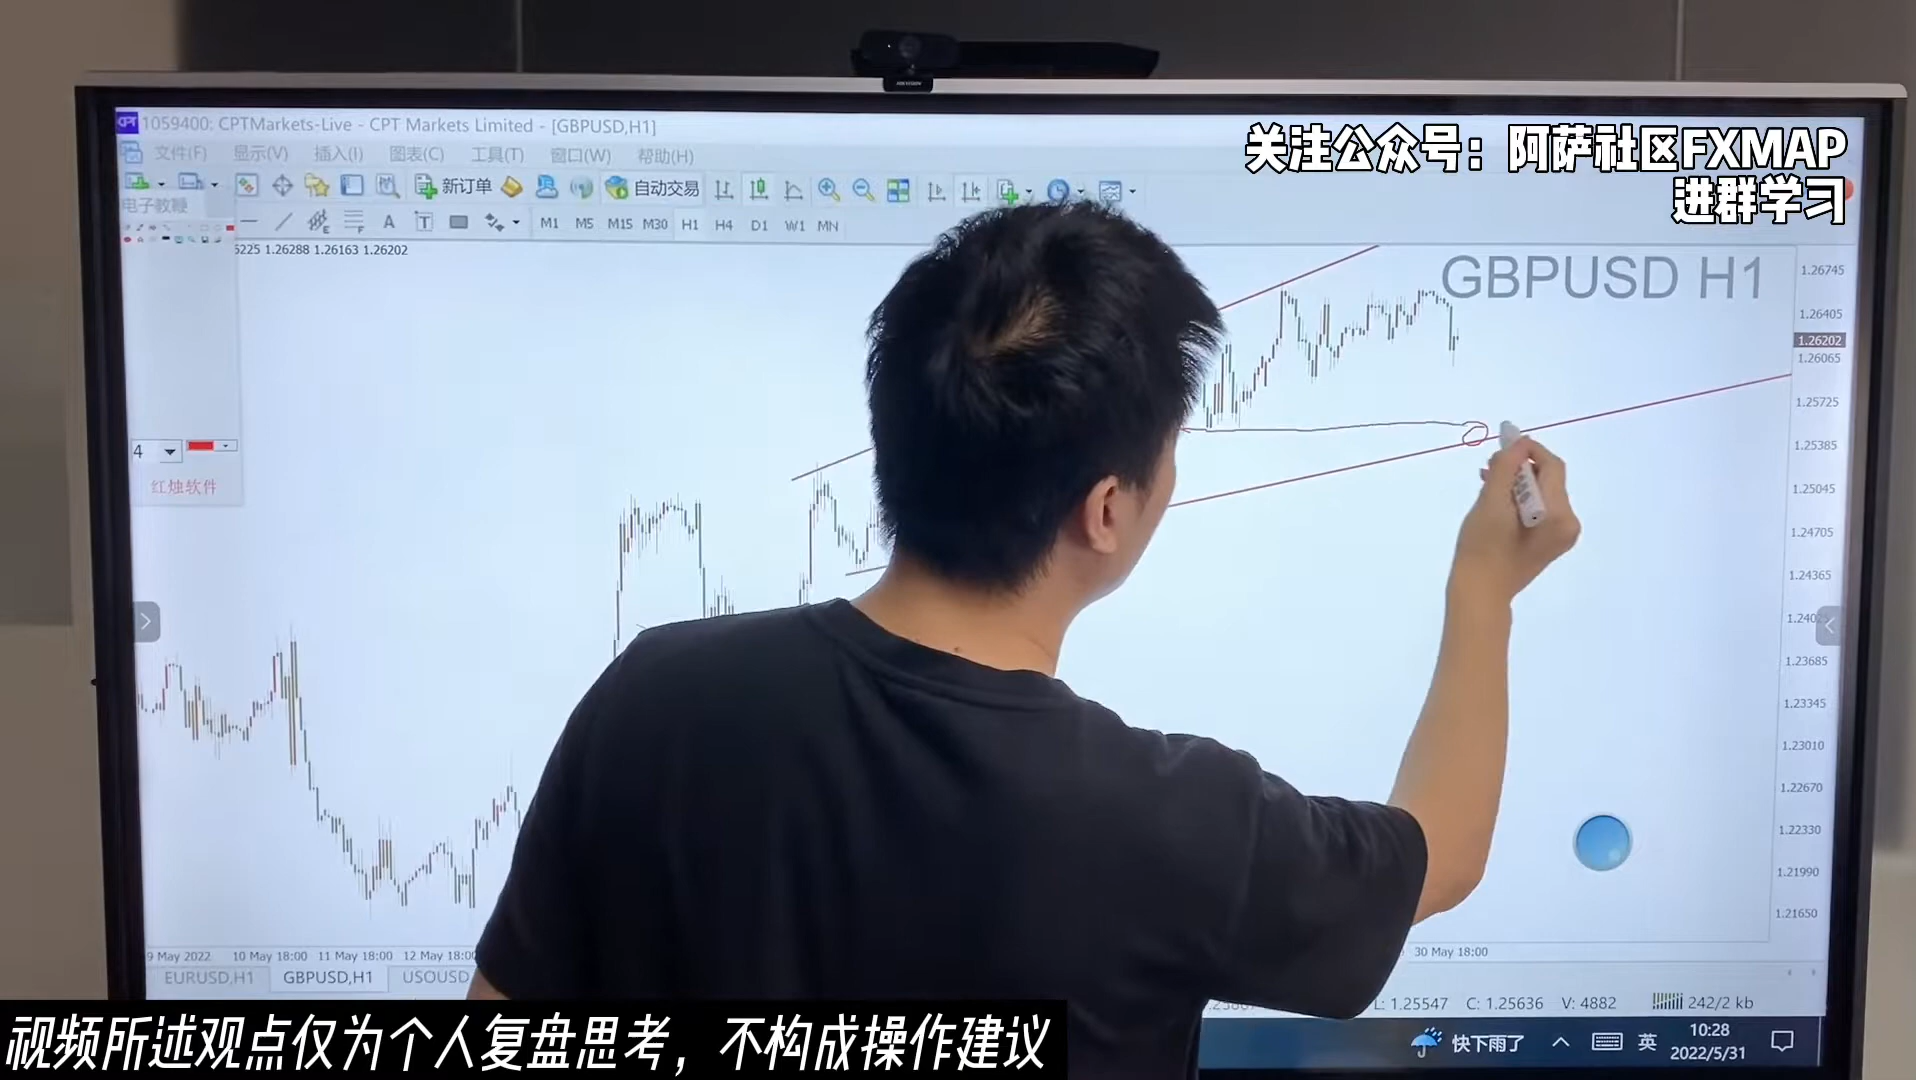 HIKVISION
1059400: CPTMarkets-Live - CPT Markets Limited - [GBPUSD,H1]
关注公众号：阿萨社区FXMAP
进群学习
文件(F) 显示(V) 插入(I) 图表(C) 工具(T) 窗口(W) 帮助(H)
新订单 自动交易
电子教鞭
A T M1 M5 M15 M30 H1 H4 D1 W1 MN
5225 1.26288 1.26163 1.26202
GBPUSD H1
1.26745
1.26405
1.26202
1.26065
1.25725
1.25385
1.25045
1.24705
1.24365
1.23685
1.23345
1.23010
1.22670
1.22330
1.21990
1.21650
4
红烛软件
9 May 2022 10 May 18:00 11 May 18:00 12 May 18:00 30 May 18:00
EURUSD,H1 GBPUSD,H1 USOUSD
L: 1.25547 C: 1.25636 V: 4882 242/2 kb
快下雨了 英 10:28
2022/5/31
视频所述观点仅为个人复盘思考，不构成操作建议